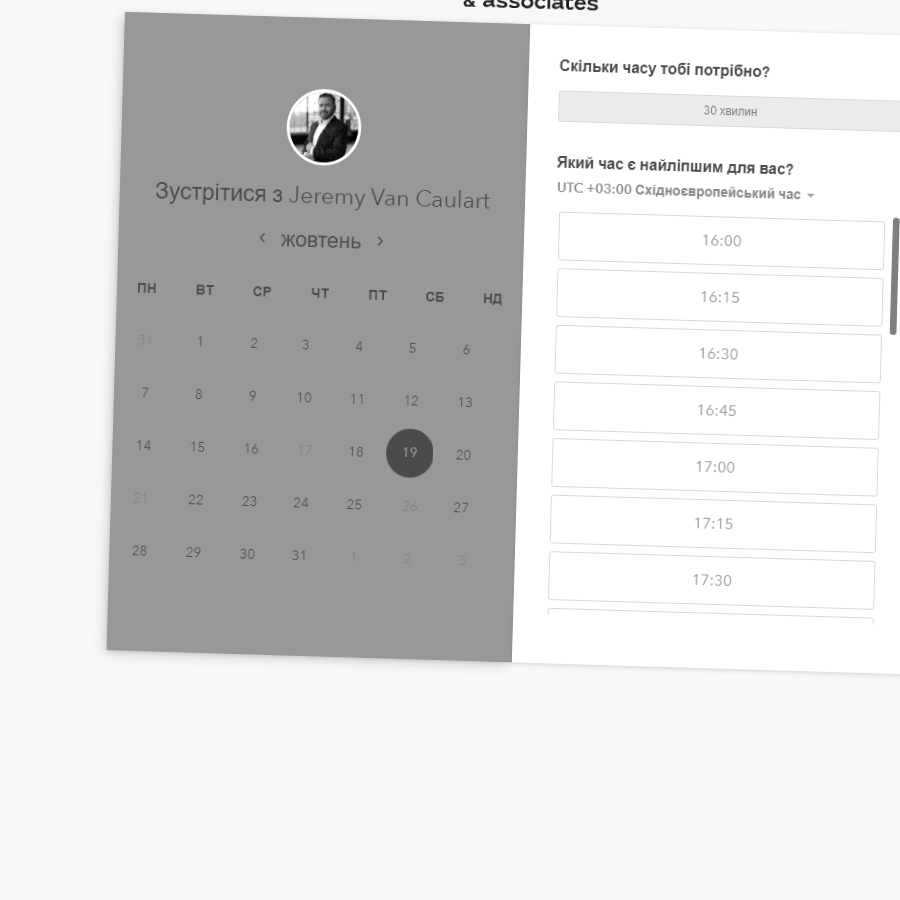 & associates
Зустрітися з Jeremy Van Caulart
жовтень
ПН ВТ СР ЧТ ПТ СБ НД
31 1 2 3 4 5 6
7 8 9 10 11 12 13
14 15 16 17 18 19 20
21 22 23 24 25 26 27
28 29 30 31 1 2 3
Скільки часу тобі потрібно?
30 хвилин
Який час є найліпшим для вас?
UTC +03:00 Східноєвропейський час
16:00
16:15
16:30
16:45
17:00
17:15
17:30